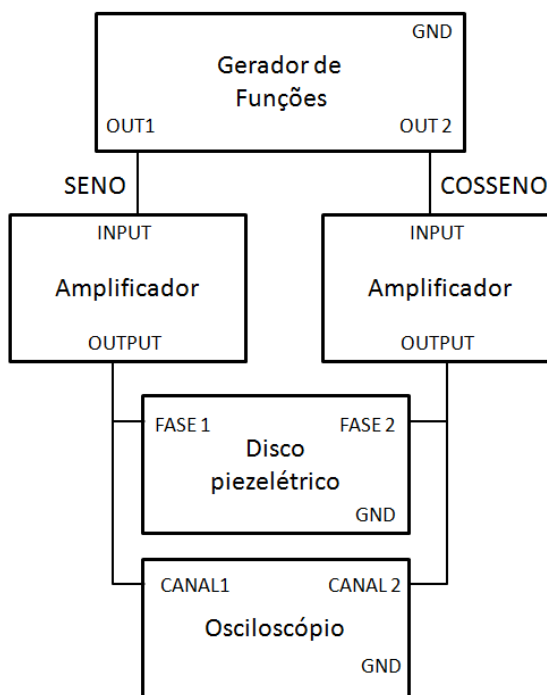 GND
Gerador de
Funções
OUT1 OUT 2
SENO COSSENO
INPUT INPUT
Amplificador Amplificador
OUTPUT OUTPUT
FASE 1 FASE 2
Disco
piezelétrico
GND
CANAL1 CANAL 2
Osciloscópio
GND